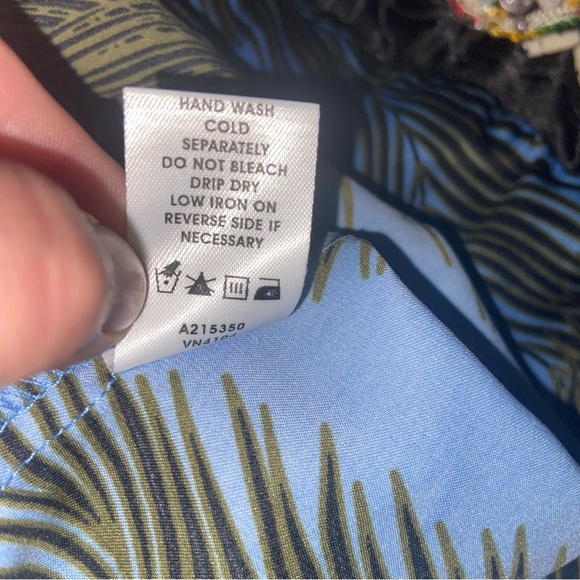 HAND WASH
COLD
SEPARATELY
DO NOT BLEACH
DRIP DRY
LOW IRON ON
REVERSE SIDE IF
NECESSARY
A215350